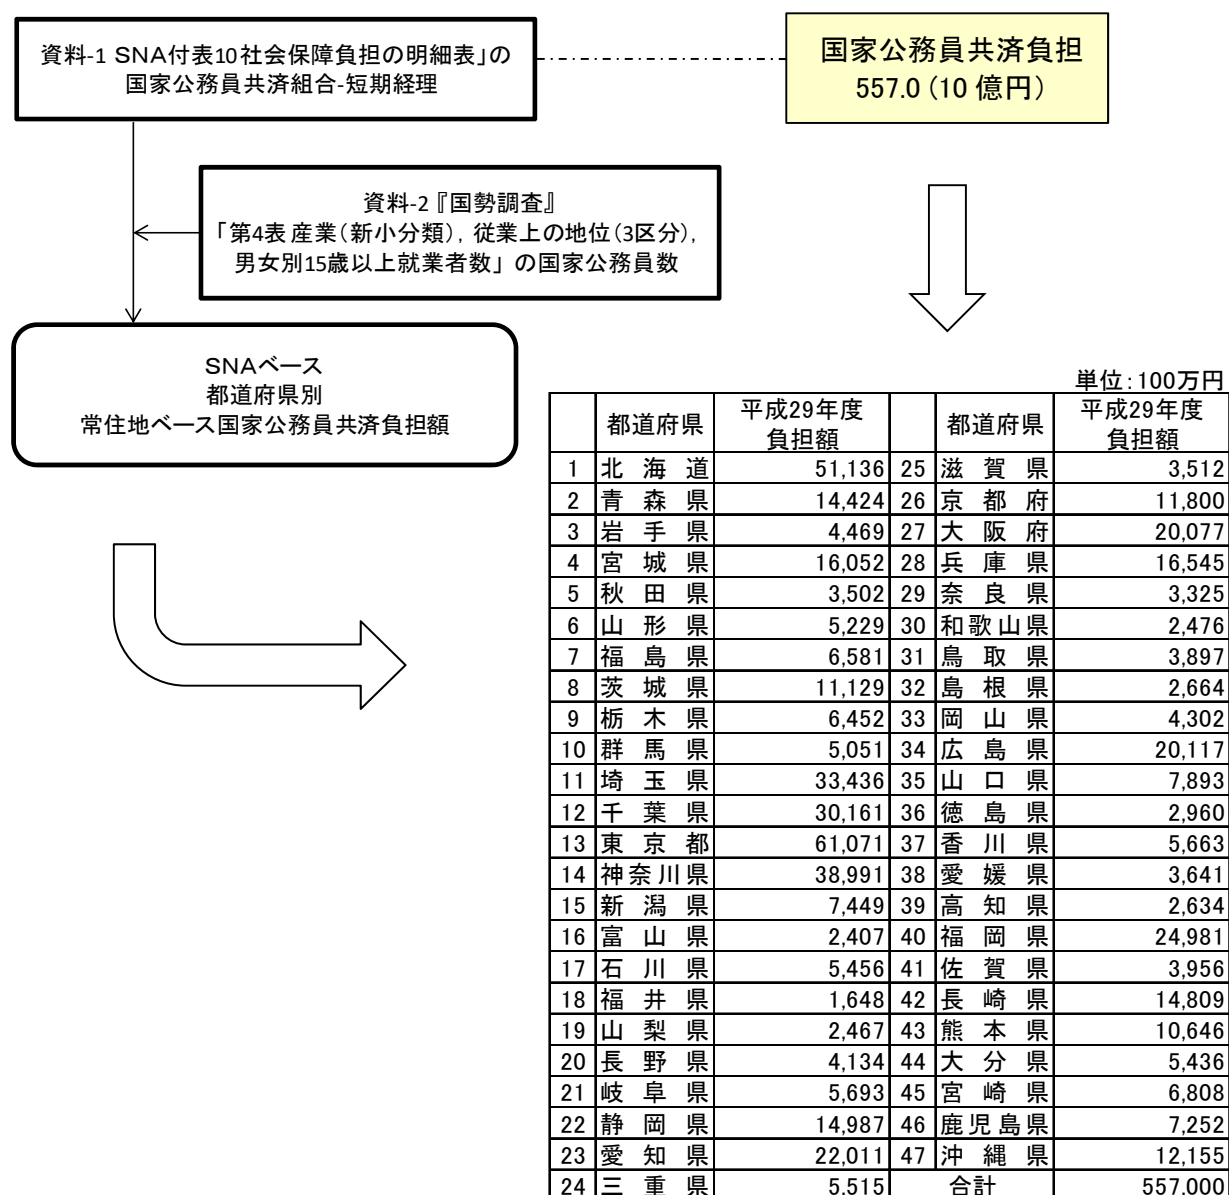 資料-1 SNA付表10社会保障負担の明細表」の
国家公務員共済組合-短期経理
国家公務員共済負担
557.0 (10 億円)
資料-2『国勢調査』
「第4表 産業(新小分類), 従業上の地位(3区分),
男女別15歳以上就業者数」の国家公務員数
SNAベース
都道府県別
常住地ベース国家公務員共済負担額
単位:100万円
都道府県 平成29年度 負担額 都道府県 平成29年度 負担額
1 北海道 51,136 25 滋賀県 3,512
2 青森県 14,424 26 京都府 11,800
3 岩手県 4,469 27 大阪府 20,077
4 宮城県 16,052 28 兵庫県 16,545
5 秋田県 3,502 29 奈良県 3,325
6 山形県 5,229 30 和歌山県 2,476
7 福島県 6,581 31 鳥取県 3,897
8 茨城県 11,129 32 島根県 2,664
9 栃木県 6,452 33 岡山県 4,302
10 群馬県 5,051 34 広島県 20,117
11 埼玉県 33,436 35 山口県 7,893
12 千葉県 30,161 36 徳島県 2,960
13 東京都 61,071 37 香川県 5,663
14 神奈川県 38,991 38 愛媛県 3,641
15 新潟県 7,449 39 高知県 2,634
16 富山県 2,407 40 福岡県 24,981
17 石川県 5,456 41 佐賀県 3,956
18 福井県 1,648 42 長崎県 14,809
19 山梨県 2,467 43 熊本県 10,646
20 長野県 4,134 44 大分県 5,436
21 岐阜県 5,693 45 宮崎県 6,808
22 静岡県 14,987 46 鹿児島県 7,252
23 愛知県 22,011 47 沖縄県 12,155
24 三重県 5,515 合計 557,000